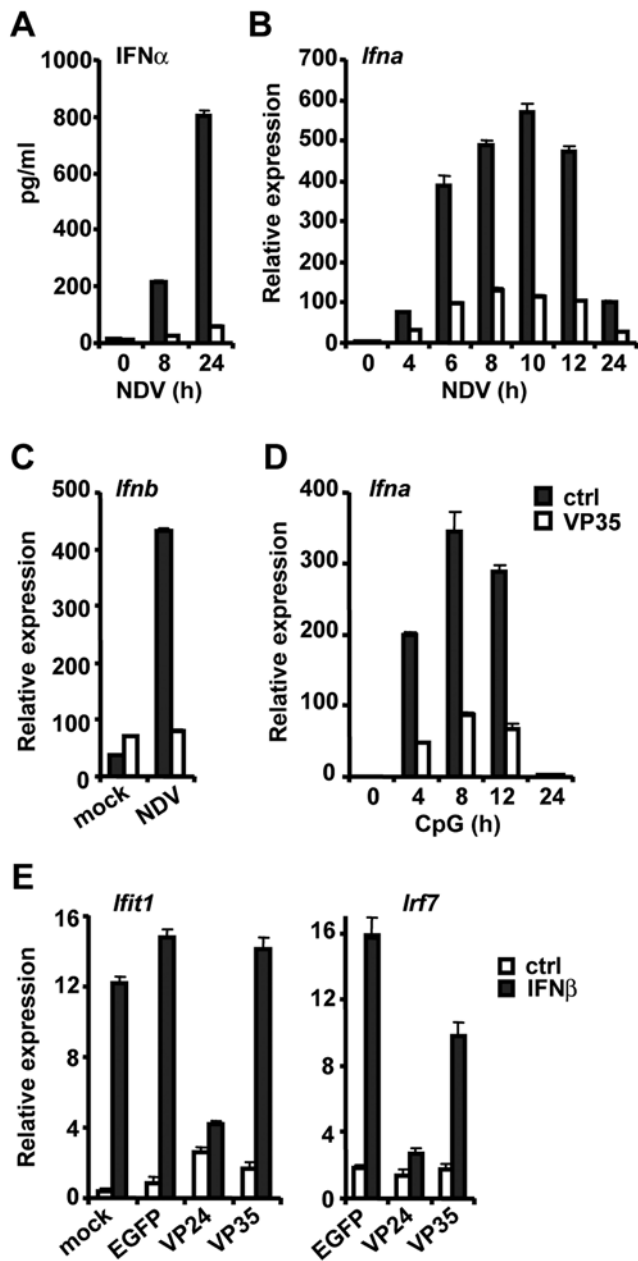 A
IFNα
pg/ml
1000
800
600
400
200
0
0 8 24
NDV (h)
B
Ifna
Relative expression
700
600
500
400
300
200
100
0
0 4 6 8 10 12 24
NDV (h)
C
Ifnb
Relative expression
500
400
300
200
100
0
mock NDV
D
Ifna
Relative expression
400
300
200
100
0
0 4 8 12 24
CpG (h)
ctrl
VP35
E
Ifit1
Relative expression
16
12
8
4
0
mock EGFP VP24 VP35
Irf7
16
12
8
4
0
EGFP VP24 VP35
ctrl
IFNβ